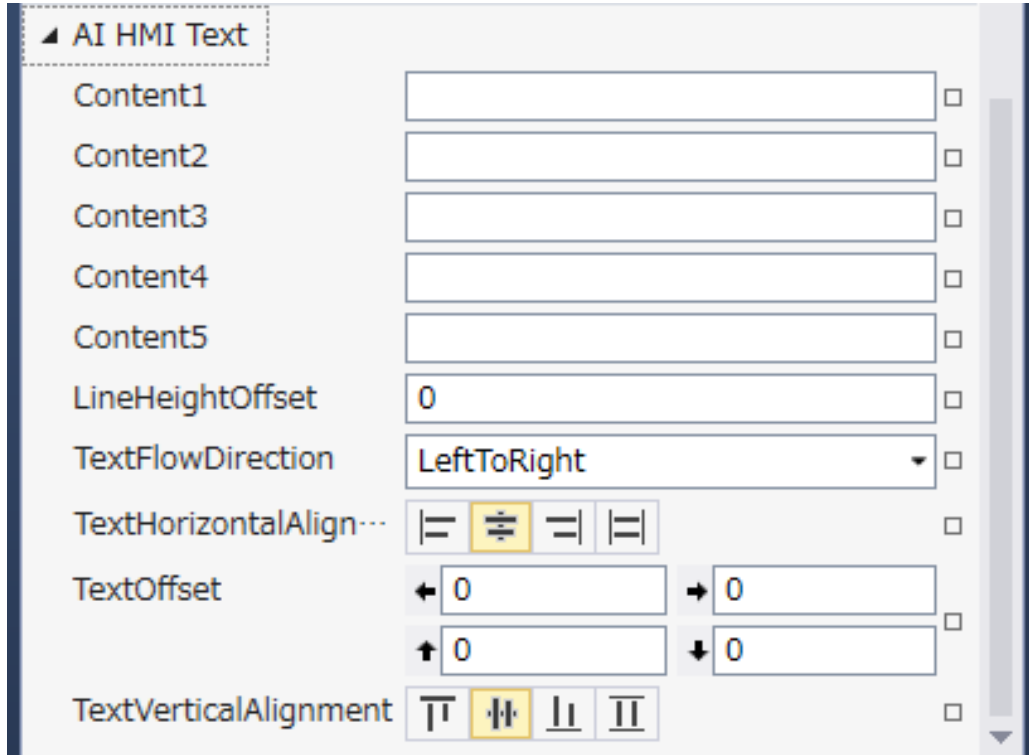 AI HMI Text
Content1
Content2
Content3
Content4
Content5
LineHeightOffset 0
TextFlowDirection LeftToRight
TextHorizontalAlign···
TextOffset 0 0
0 0
TextVerticalAlignment